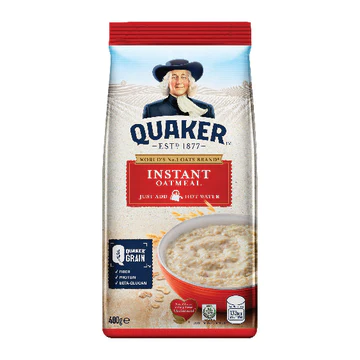 QUAKER
ESTD 1877
WORLD'S No.1 OATS BRAND
INSTANT
OATMEAL
JUST ADD HOT WATER
Q
QUAKER
GRAIN
✓ FIBER
✓ PROTEIN
✓ BETA-GLUCAN
400g e